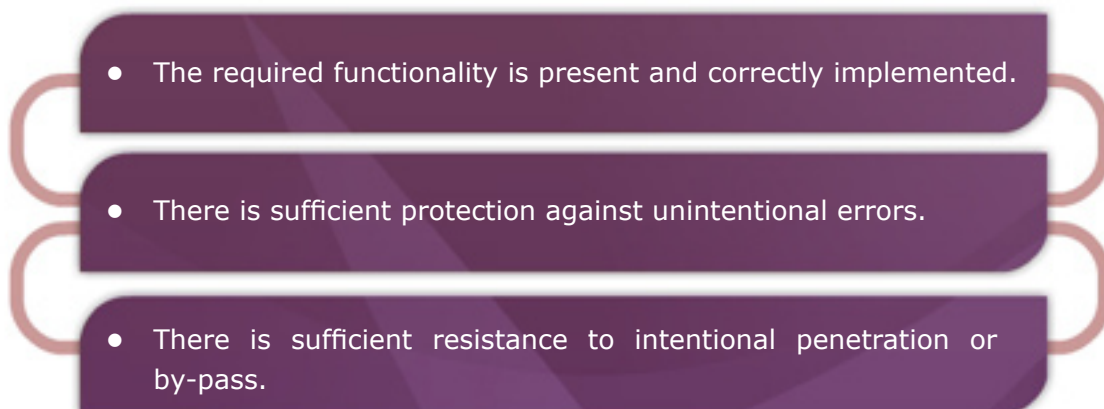 ● The required functionality is present and correctly implemented.
● There is sufficient protection against unintentional errors.
● There is sufficient resistance to intentional penetration or
by-pass.